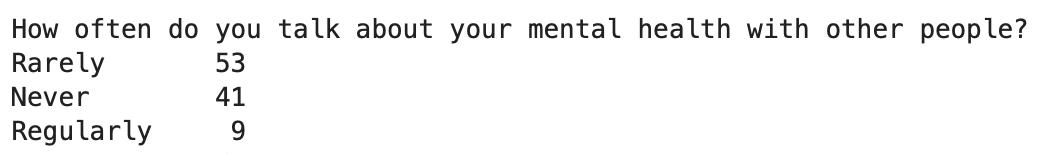 How often do you talk about your mental health with other people?
Rarely 53
Never 41
Regularly 9